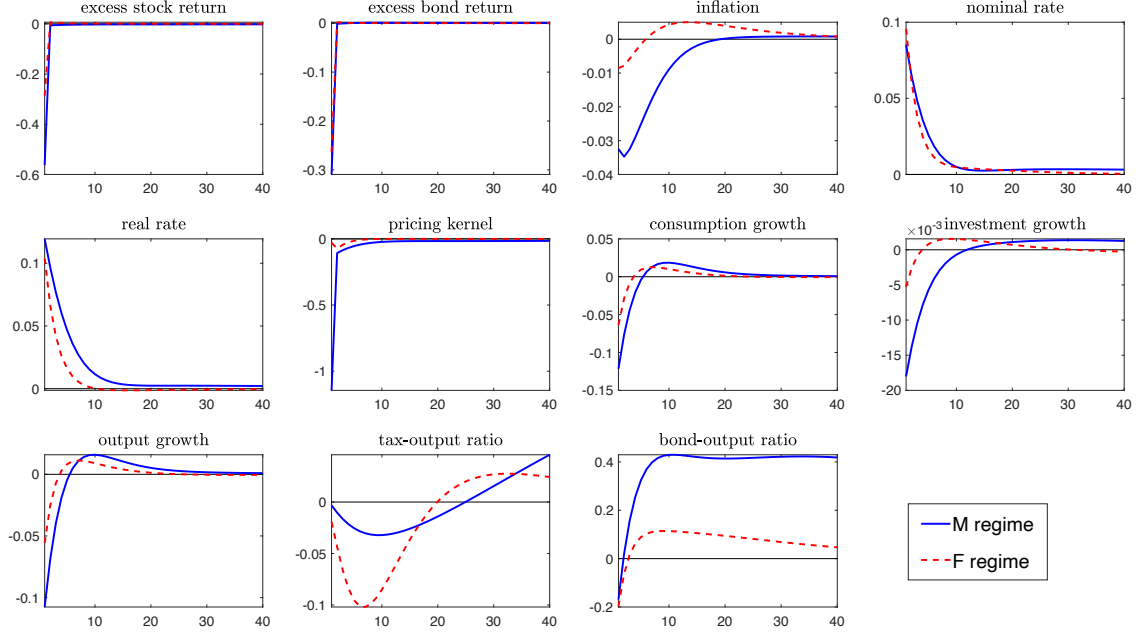 excess stock return
0
-0.2
-0.4
-0.6
10 20 30 40
excess bond return
0
-0.1
-0.2
-0.3
10 20 30 40
inflation
0
-0.01
-0.02
-0.03
-0.04
10 20 30 40
nominal rate
0.1
0.05
0
10 20 30 40
real rate
0.1
0.05
0
10 20 30 40
pricing kernel
0
-0.5
-1
10 20 30 40
consumption growth
0.05
0
-0.05
-0.1
-0.15
10 20 30 40
×10-3 investment growth
0
-5
-10
-15
-20
10 20 30 40
output growth
0
-0.05
-0.1
10 20 30 40
tax-output ratio
0
-0.05
-0.1
10 20 30 40
bond-output ratio
0.4
0.2
0
-0.2
10 20 30 40
M regime
F regime